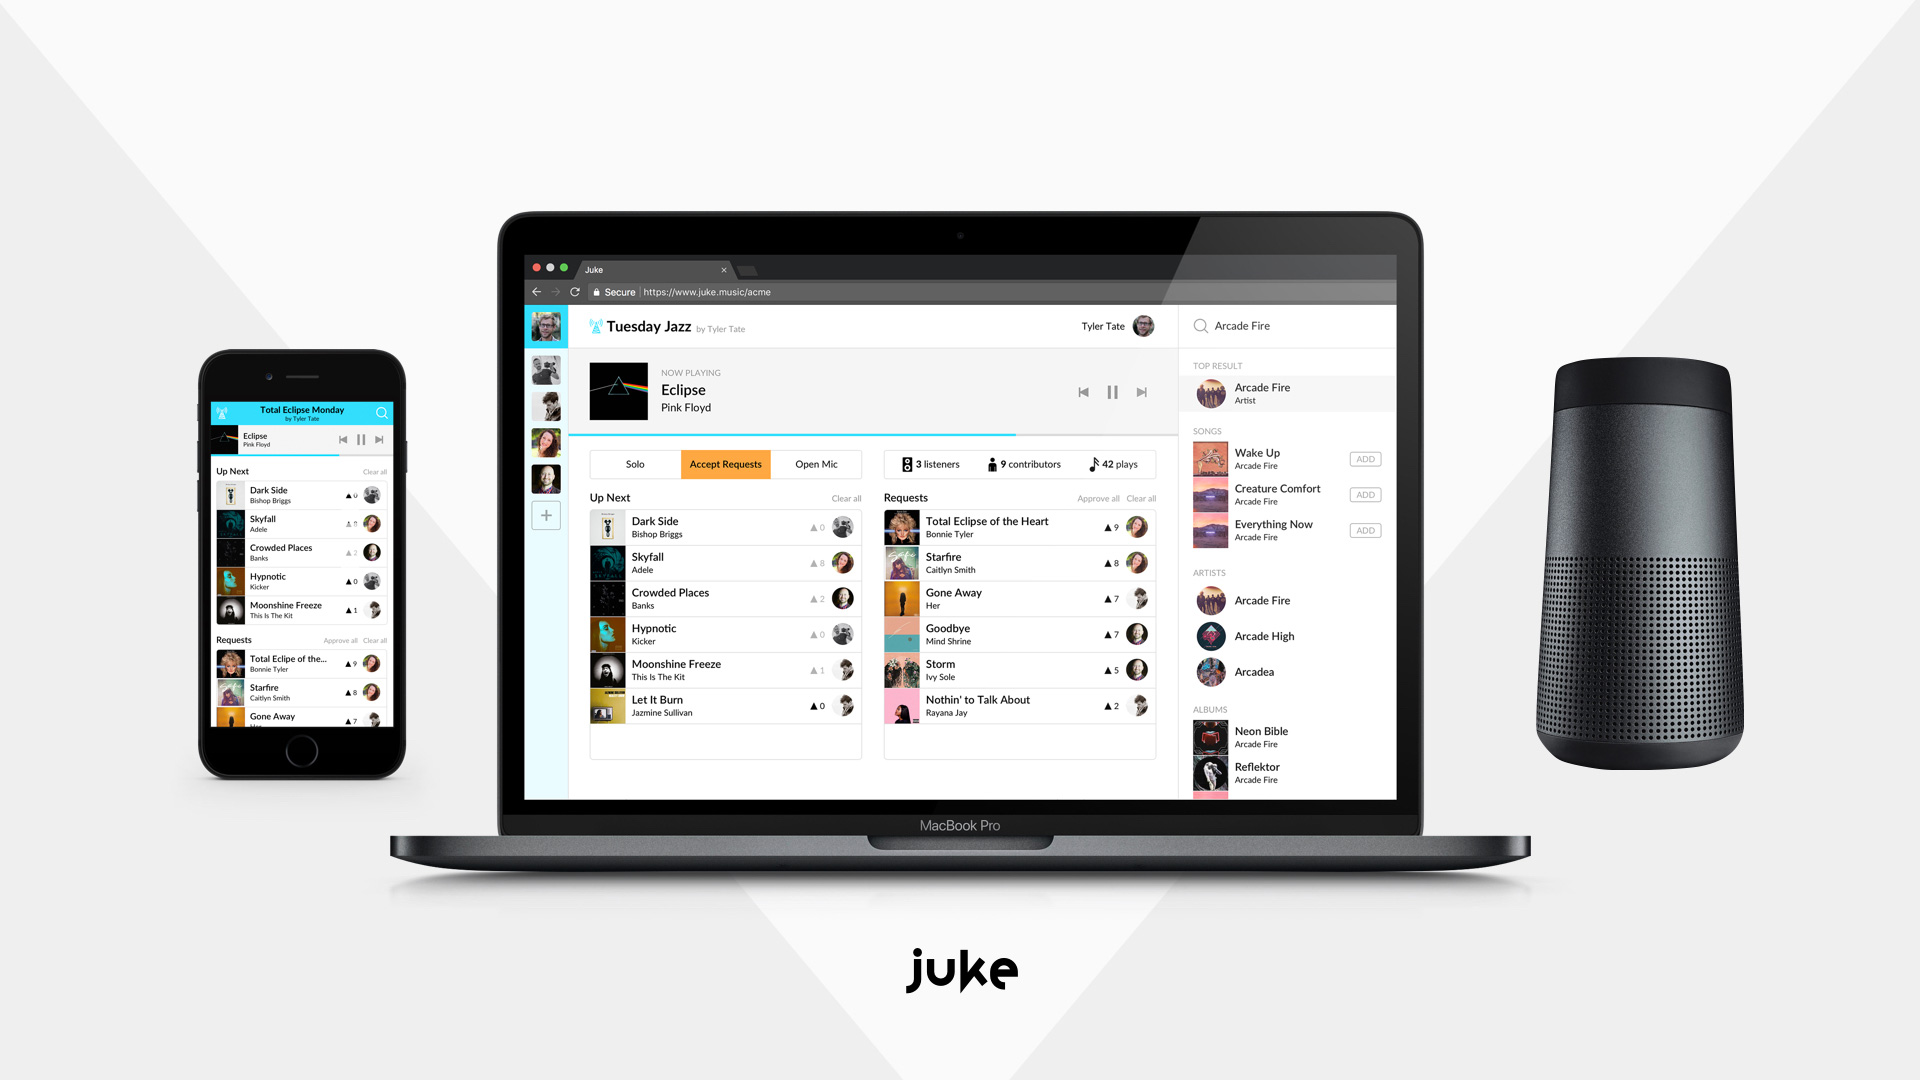 Total Eclipse Monday
by Tyler Tate
Eclipse
Pink Floyd
Up Next
Clear all
Dark Side
Bishop Briggs
0
Skyfall
Adele
8
Crowded Places
Banks
2
Hypnotic
Kicker
0
Moonshine Freeze
This Is The Kit
1
Requests
Approve all Clear all
Total Eclipe of the...
Bonnie Tyler
9
Starfire
Caitlyn Smith
8
Gone Away
Her
7
Juke
Secure https://www.juke.music/acme
Tuesday Jazz by Tyler Tate
Tyler Tate
NOW PLAYING
Eclipse
Pink Floyd
Solo
Accept Requests
Open Mic
3 listeners
9 contributors
42 plays
Up Next
Clear all
Dark Side
Bishop Briggs
0
Skyfall
Adele
8
Crowded Places
Banks
2
Hypnotic
Kicker
0
Moonshine Freeze
This Is The Kit
1
Let It Burn
Jazmine Sullivan
0
Requests
Approve all Clear all
Total Eclipse of the Heart
Bonnie Tyler
9
Starfire
Caitlyn Smith
8
Gone Away
Her
7
Goodbye
Mind Shrine
7
Storm
Ivy Sole
5
Nothin' to Talk About
Rayana Jay
2
Arcade Fire
TOP RESULT
Arcade Fire
Artist
SONGS
Wake Up
Arcade Fire
ADD
Creature Comfort
Arcade Fire
ADD
Everything Now
Arcade Fire
ADD
ARTISTS
Arcade Fire
Arcade High
Arcadea
ALBUMS
Neon Bible
Arcade Fire
Reflektor
Arcade Fire
MacBook Pro
juke